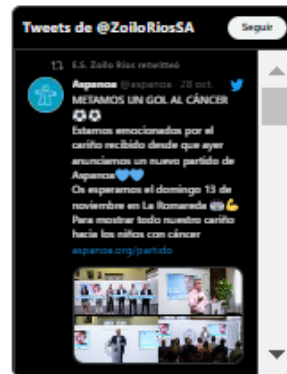 Tweets de @ZoiloRiosSA
Seguir
E.S. Zoilo Rios retwitteó
Aspanoa @aspanoa · 28 oct.
METAMOS UN GOL AL CÁNCER
⚽⚽
Estamos emocionados por el
cariño recibido desde que ayer
anunciamos un nuevo partido de
Aspanoa💙💙
Os esperamos el domingo 13 de
noviembre en La Romareda 🏟💪
Para mostrar todo nuestro cariño
hacia los niños con cáncer
aspanoa.org/partido